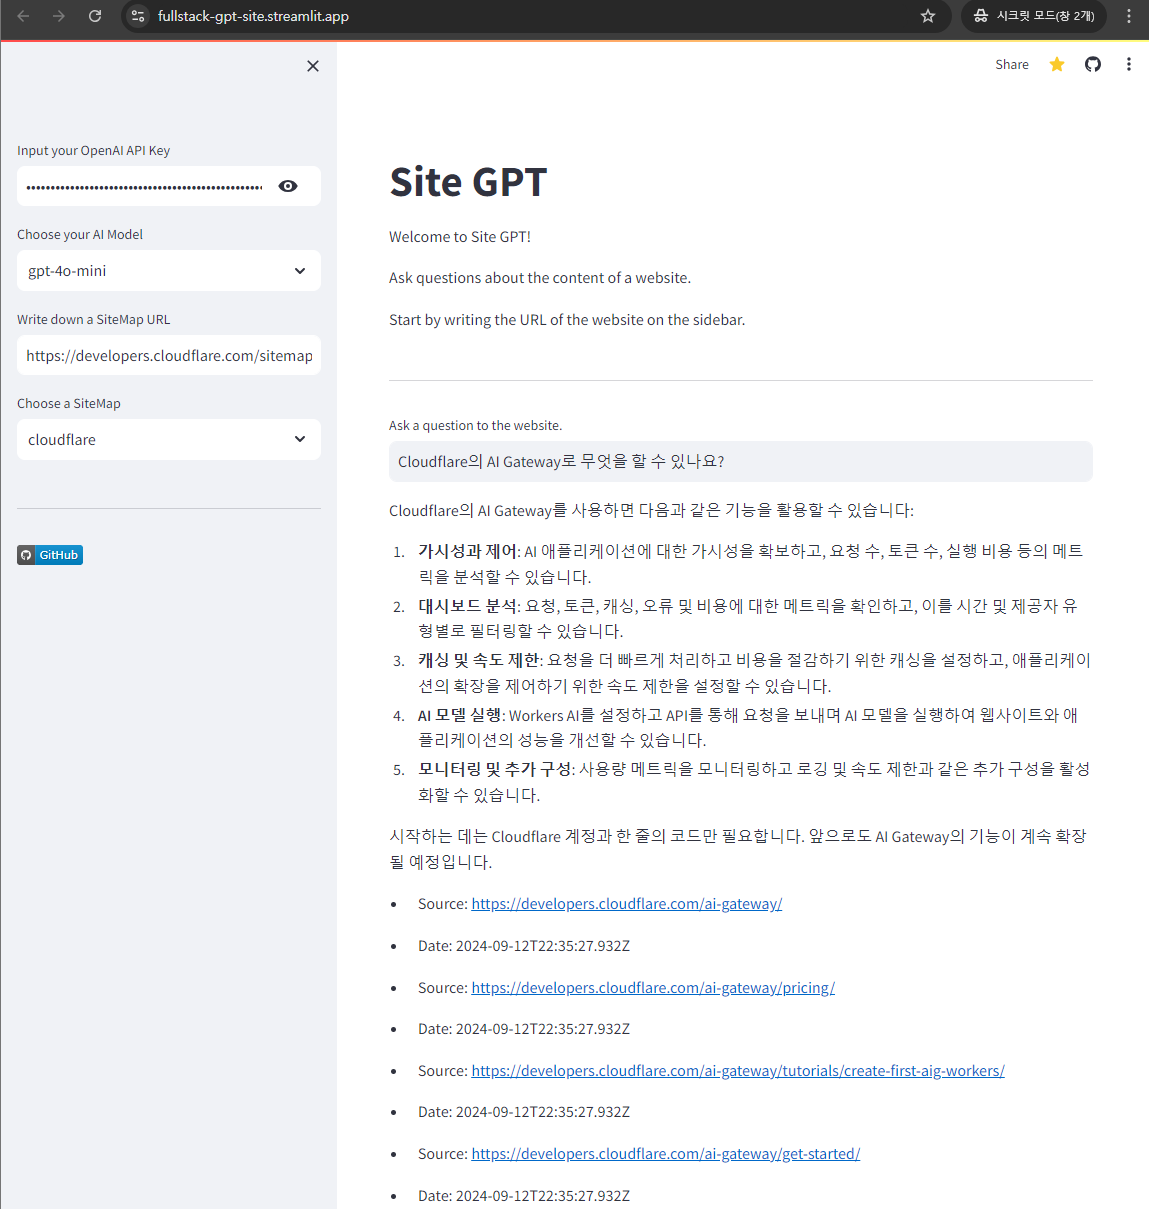 fullstack-gpt-site.streamlit.app
시크릿 모드(창 2개)
Share
Input your OpenAI API Key
Choose your AI Model
gpt-4o-mini
Write down a SiteMap URL
https://developers.cloudflare.com/sitemap
Choose a SiteMap
cloudflare
GitHub
Site GPT
Welcome to Site GPT!
Ask questions about the content of a website.
Start by writing the URL of the website on the sidebar.
Ask a question to the website.
Cloudflare의 AI Gateway로 무엇을 할 수 있나요?
Cloudflare의 AI Gateway를 사용하면 다음과 같은 기능을 활용할 수 있습니다:
1. 가시성과 제어: AI 애플리케이션에 대한 가시성을 확보하고, 요청 수, 토큰 수, 실행 비용 등의 메트
릭을 분석할 수 있습니다.
2. 대시보드 분석: 요청, 토큰, 캐싱, 오류 및 비용에 대한 메트릭을 확인하고, 이를 시간 및 제공자 유
형별로 필터링할 수 있습니다.
3. 캐싱 및 속도 제한: 요청을 더 빠르게 처리하고 비용을 절감하기 위한 캐싱을 설정하고, 애플리케이
션의 확장을 제어하기 위한 속도 제한을 설정할 수 있습니다.
4. AI 모델 실행: Workers AI를 설정하고 API를 통해 요청을 보내며 AI 모델을 실행하여 웹사이트와 애
플리케이션의 성능을 개선할 수 있습니다.
5. 모니터링 및 추가 구성: 사용량 메트릭을 모니터링하고 로깅 및 속도 제한과 같은 추가 구성을 활성
화할 수 있습니다.
시작하는 데는 Cloudflare 계정과 한 줄의 코드만 필요합니다. 앞으로도 AI Gateway의 기능이 계속 확장
될 예정입니다.
• Source: https://developers.cloudflare.com/ai-gateway/
• Date: 2024-09-12T22:35:27.932Z
• Source: https://developers.cloudflare.com/ai-gateway/pricing/
• Date: 2024-09-12T22:35:27.932Z
• Source: https://developers.cloudflare.com/ai-gateway/tutorials/create-first-aig-workers/
• Date: 2024-09-12T22:35:27.932Z
• Source: https://developers.cloudflare.com/ai-gateway/get-started/
• Date: 2024-09-12T22:35:27.932Z